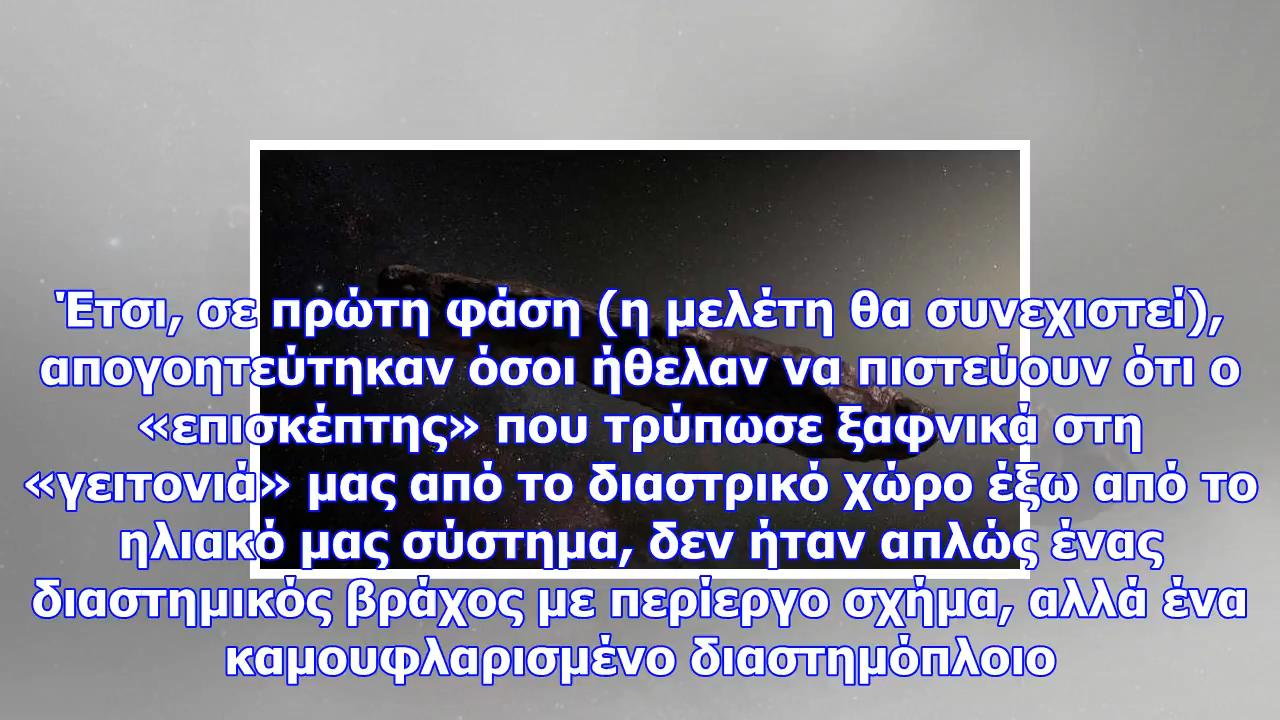 Έτσι, σε πρώτη φάση (η μελέτη θα συνεχιστεί),
απογοητεύτηκαν όσοι ήθελαν να πιστεύουν ότι ο
«επισκέπτης» που τρύπωσε ξαφνικά στη
«γειτονιά» μας από το διαστρικό χώρο έξω από το
ηλιακό μας σύστημα, δεν ήταν απλώς ένας
διαστημικός βράχος με περίεργο σχήμα, αλλά ένα
καμουφλαρισμένο διαστημόπλοιο